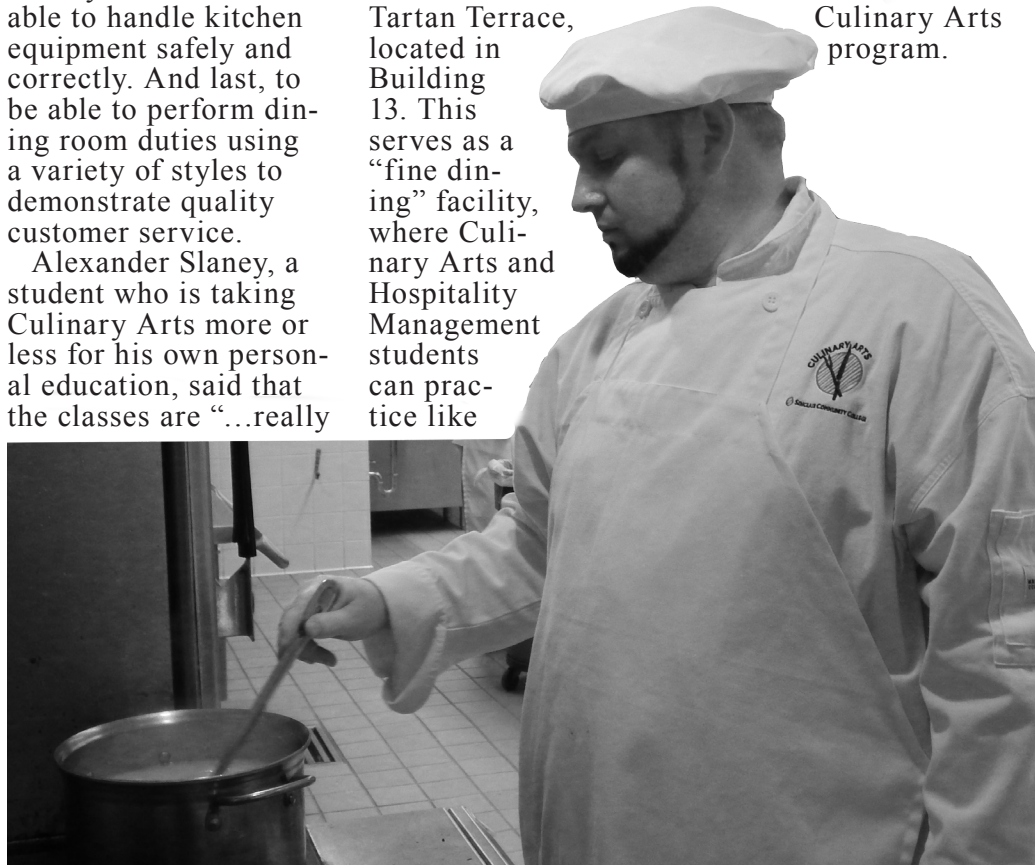 able to handle kitchen
equipment safely and
correctly. And last, to
be able to perform din-
ing room duties using
a variety of styles to
demonstrate quality
customer service.
Alexander Slaney, a
student who is taking
Culinary Arts more or
less for his own person-
al education, said that
the classes are “…really
Tartan Terrace,
located in
Building
13. This
serves as a
“fine din-
ing” facility,
where Culi-
nary Arts and
Hospitality
Management
students
can prac-
tice like
Culinary Arts
program.
CULINARY ARTS
SINCLAIR COMMUNITY COLLEGE